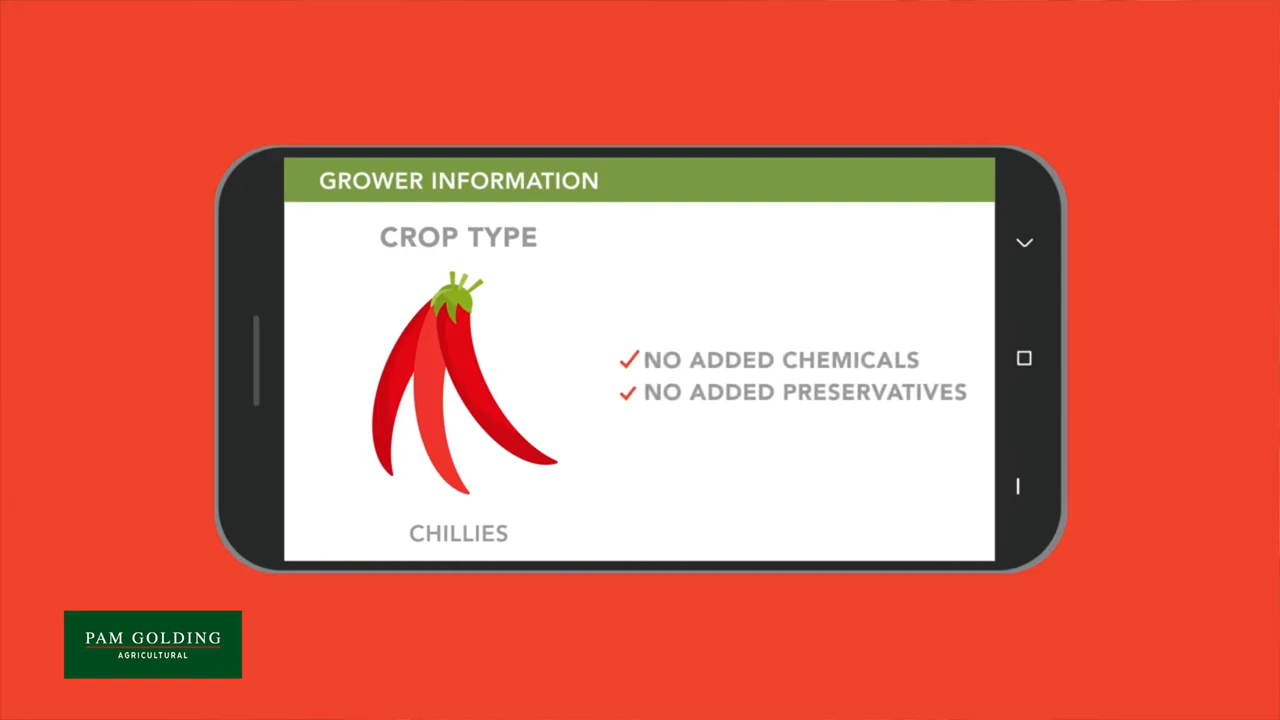 GROWER INFORMATION
CROP TYPE
NO ADDED CHEMICALS
NO ADDED PRESERVATIVES
CHILLIES
PAM GOLDING
AGRICULTURAL